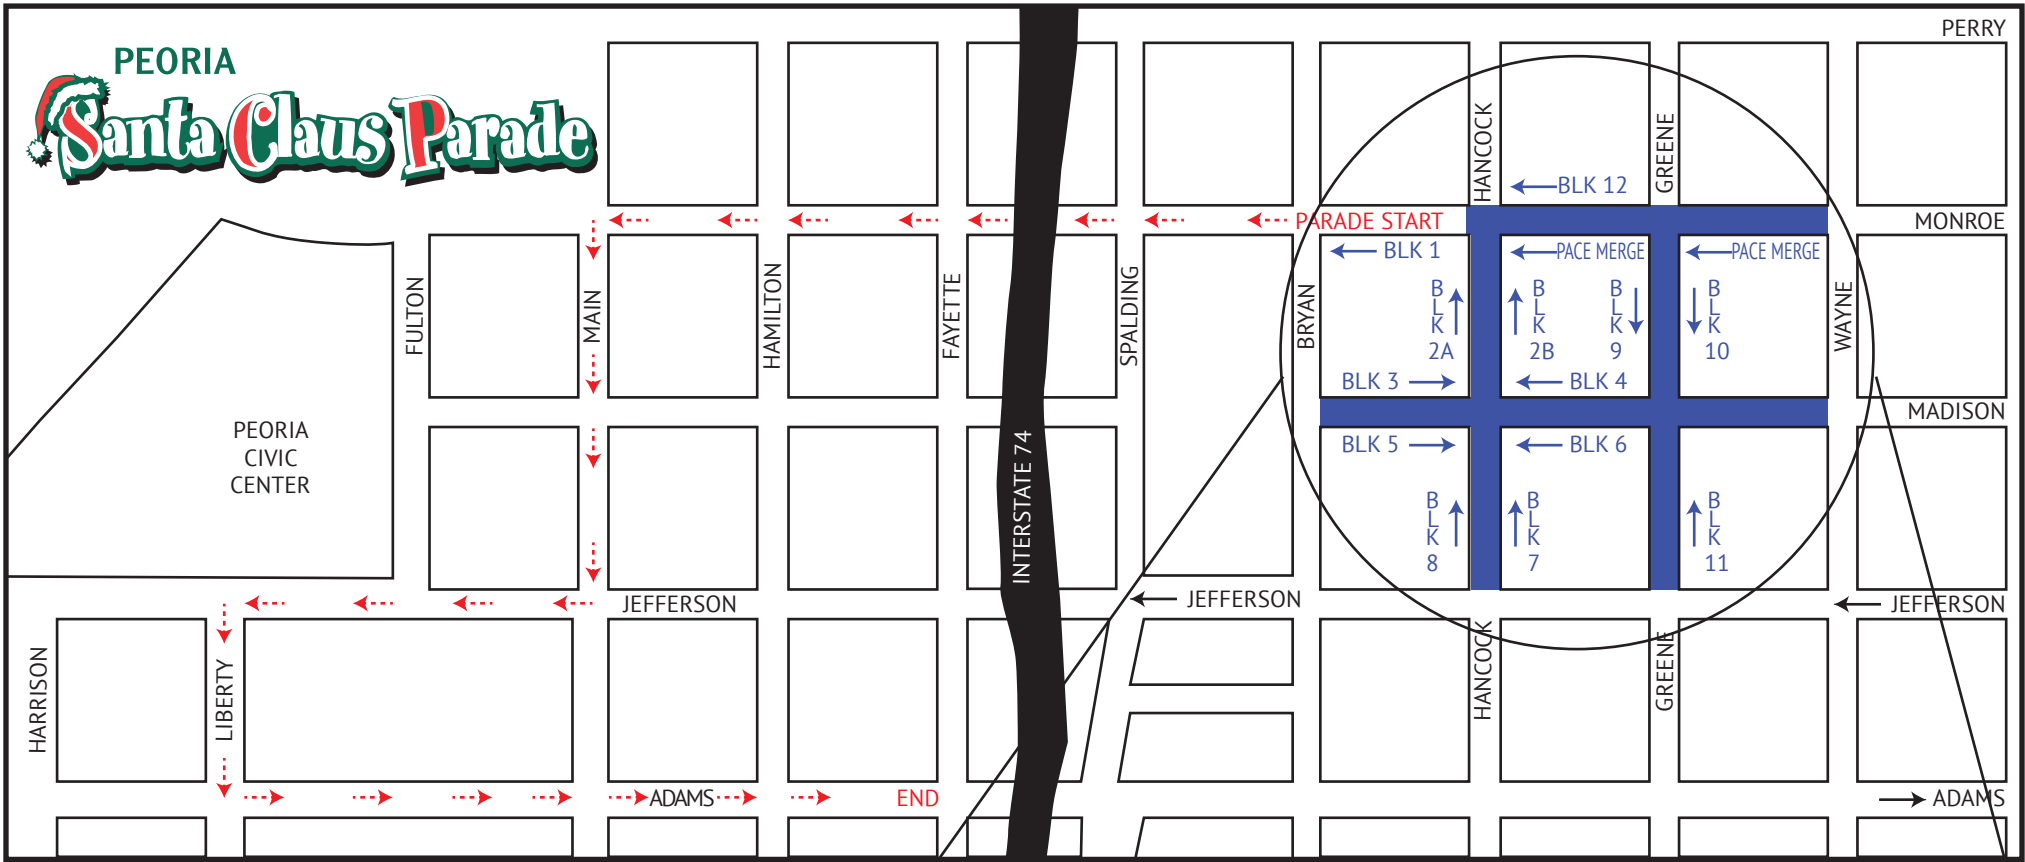 PERRY
PEORIA
Santa Claus Parade
HANCOCK
GREENE
BLK 12
PARADE START
MONROE
BLK 1
PACE MERGE
PACE MERGE
FULTON
MAIN
HAMILTON
FAYETTE
SPALDING
BRYAN
BLK
2A
BLK
2B
BLK
9
BLK
10
WAYNE
BLK 3
BLK 4
MADISON
PEORIA
CIVIC
CENTER
INTERSTATE 74
BLK 5
BLK 6
BLK
8
BLK
7
BLK
11
JEFFERSON
JEFFERSON
JEFFERSON
HARRISON
LIBERTY
HANCOCK
GREENE
ADAMS
END
ADAMS